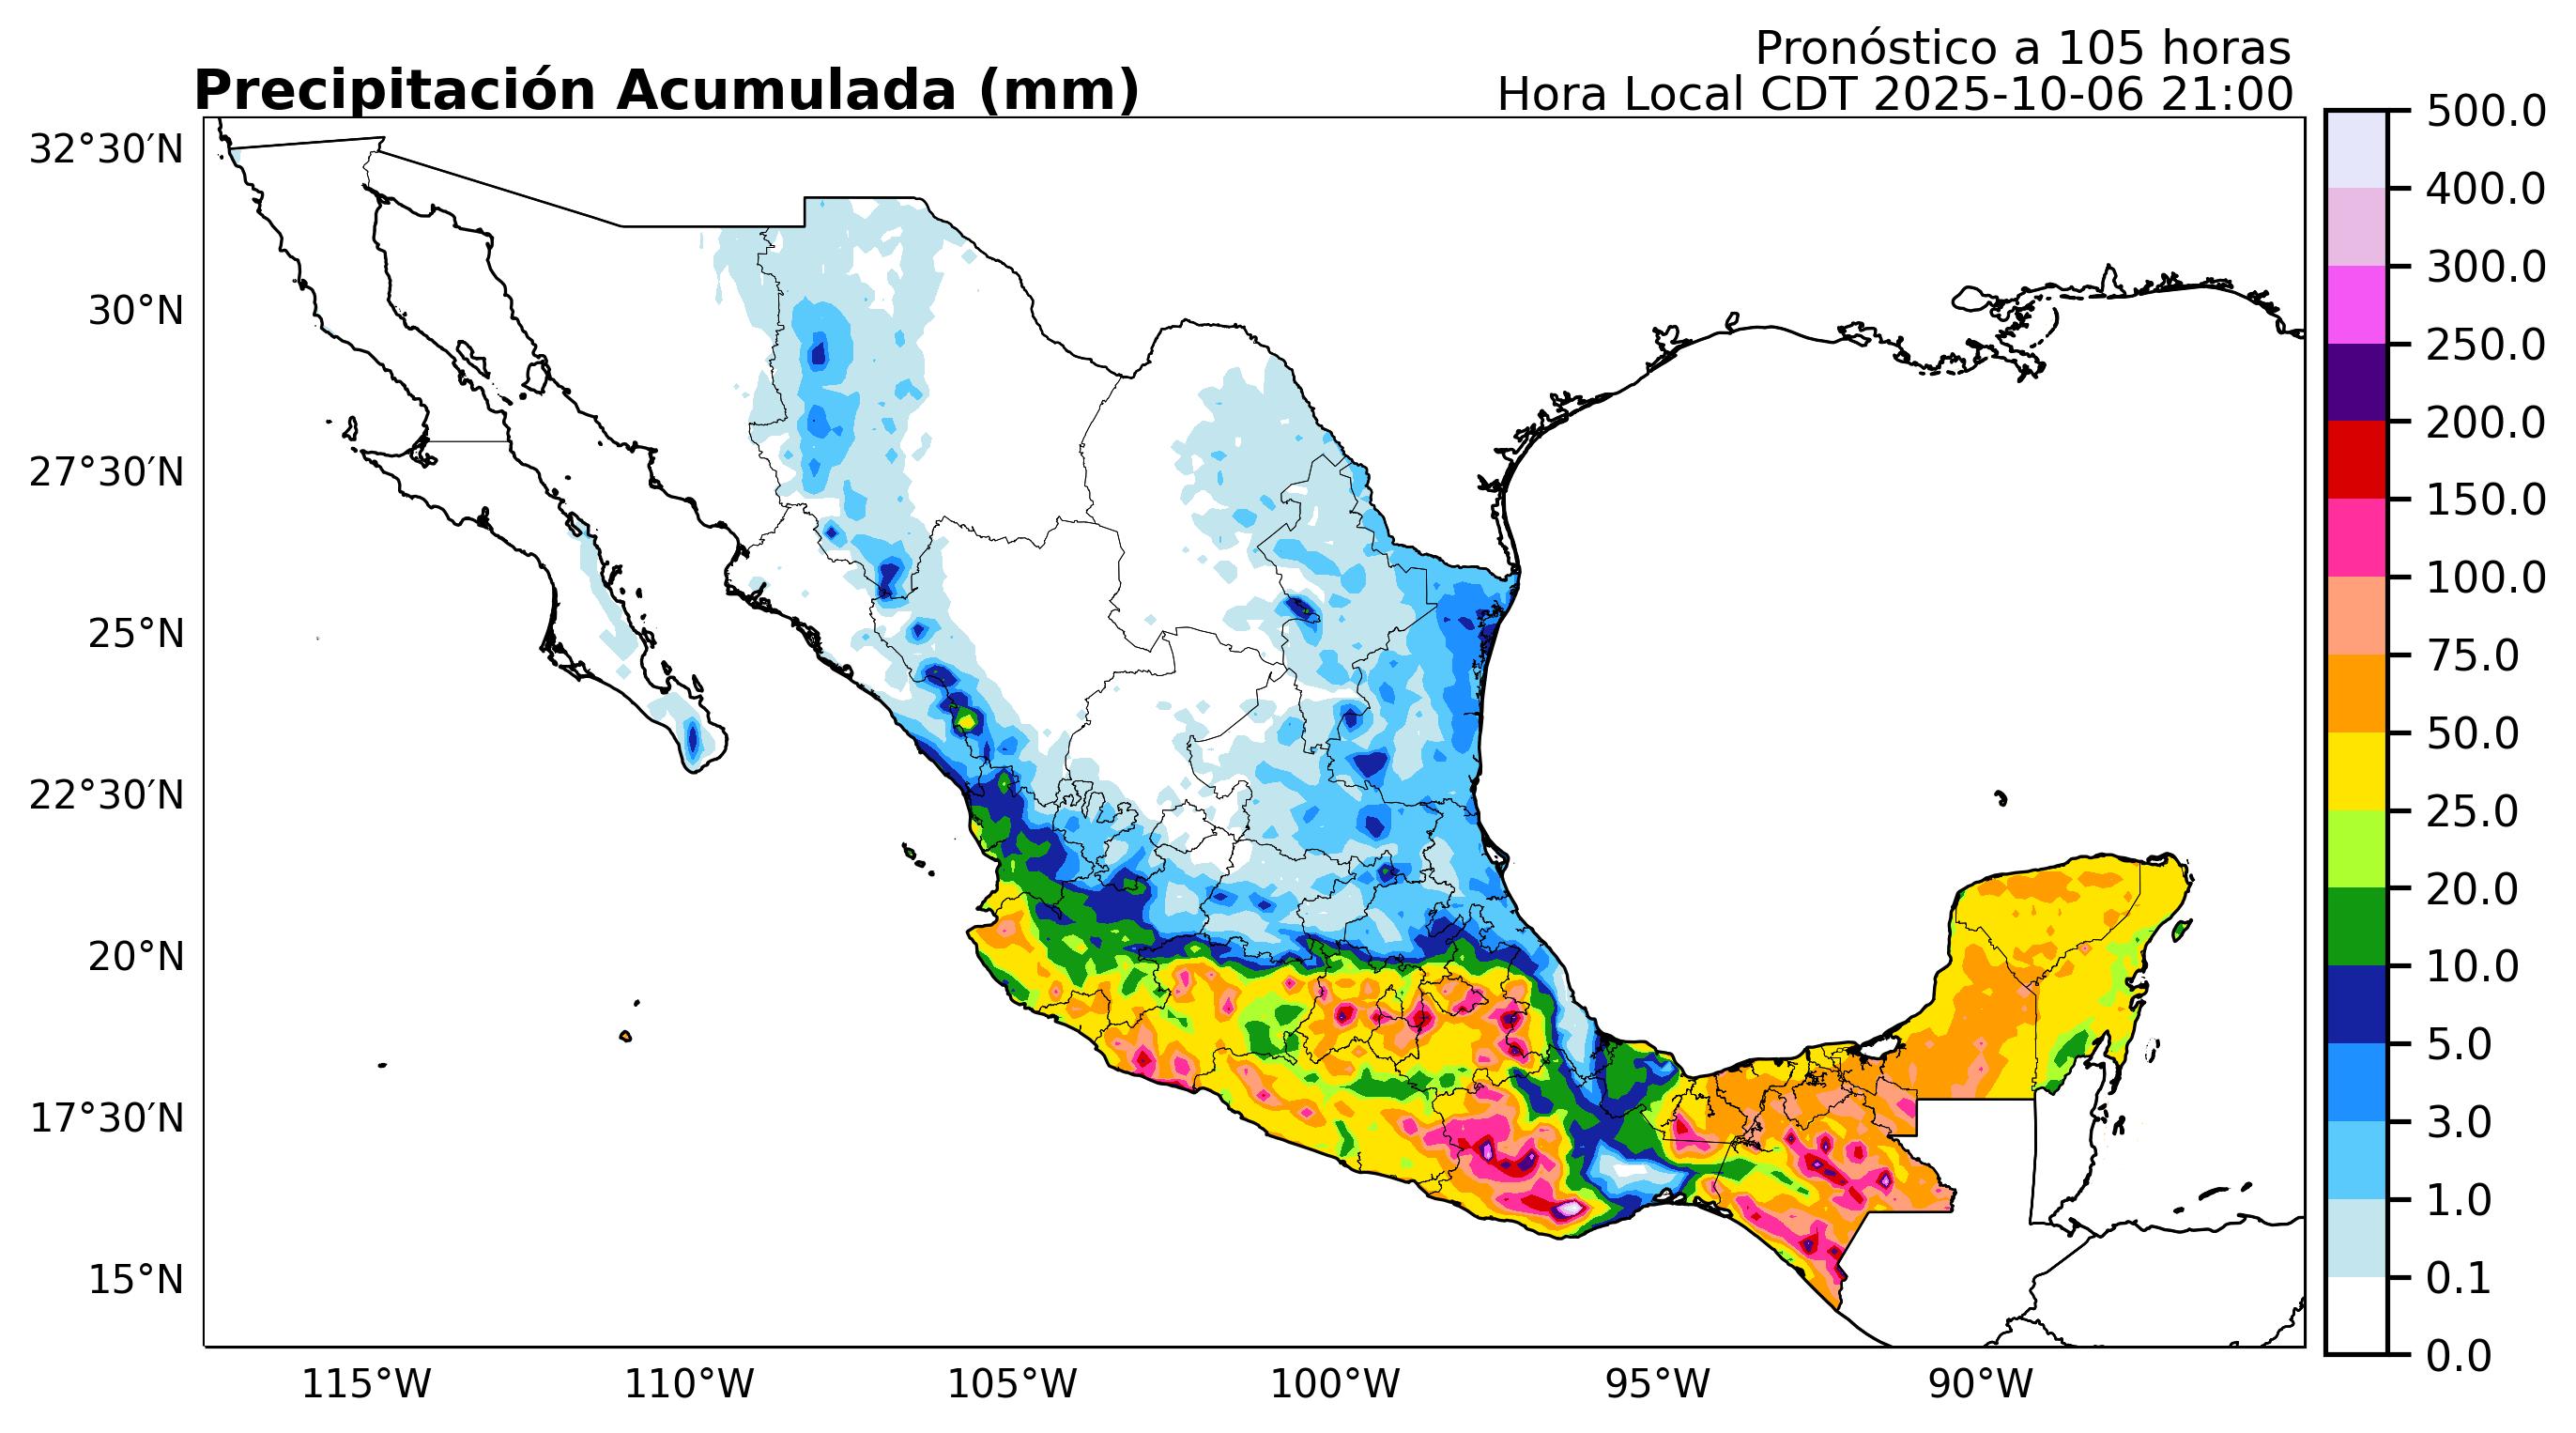 Pronóstico a 105 horas
Precipitación Acumulada (mm)
Hora Local CDT 2025-10-06 21:00
32°30′N
30°N
27°30′N
25°N
22°30′N
20°N
17°30′N
15°N
115°W
110°W
105°W
100°W
95°W
90°W
500.0
400.0
300.0
250.0
200.0
150.0
100.0
75.0
50.0
25.0
20.0
10.0
5.0
3.0
1.0
0.1
0.0